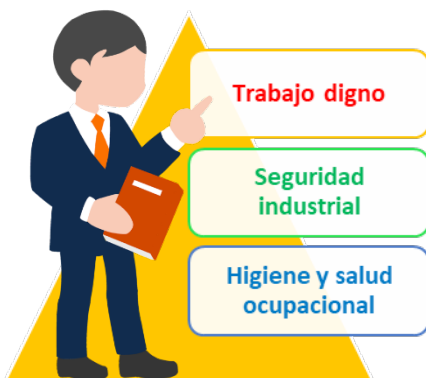 Trabajo digno
Seguridad
industrial
Higiene y salud
ocupacional